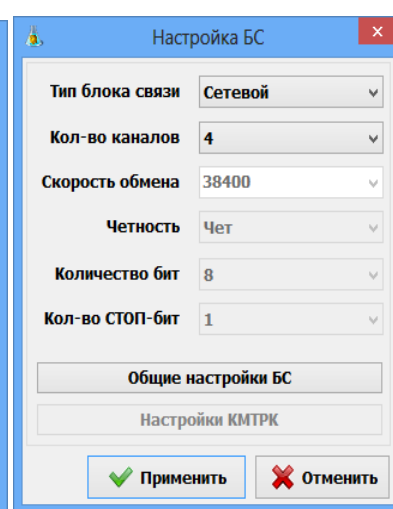 Настройка БС
Тип блока связи Сетевой
Кол-во каналов 4
Скорость обмена 38400
Четность Чет
Количество бит 8
Кол-во СТОП-бит 1
Общие настройки БС
Настройки КМТРК
Применить Отменить